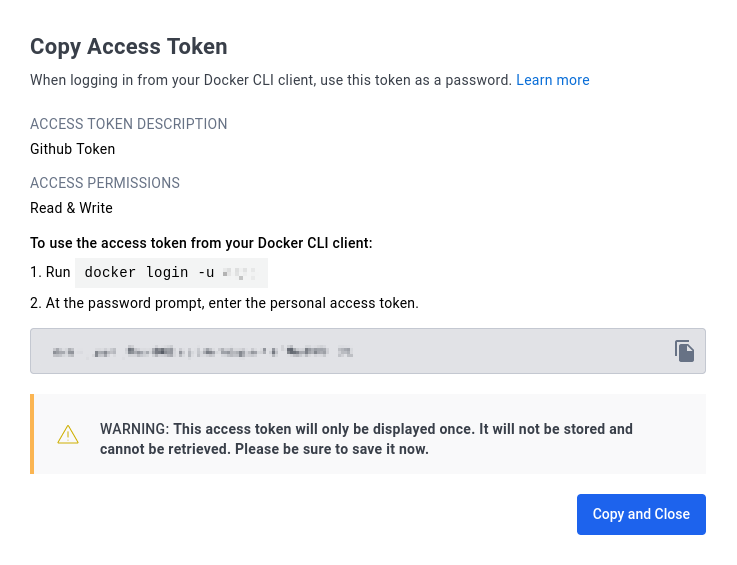 Copy Access Token
When logging in from your Docker CLI client, use this token as a password. Learn more
ACCESS TOKEN DESCRIPTION
Github Token
ACCESS PERMISSIONS
Read & Write
To use the access token from your Docker CLI client:
1. Run docker login -u
2. At the password prompt, enter the personal access token.
WARNING: This access token will only be displayed once. It will not be stored and
cannot be retrieved. Please be sure to save it now.
Copy and Close